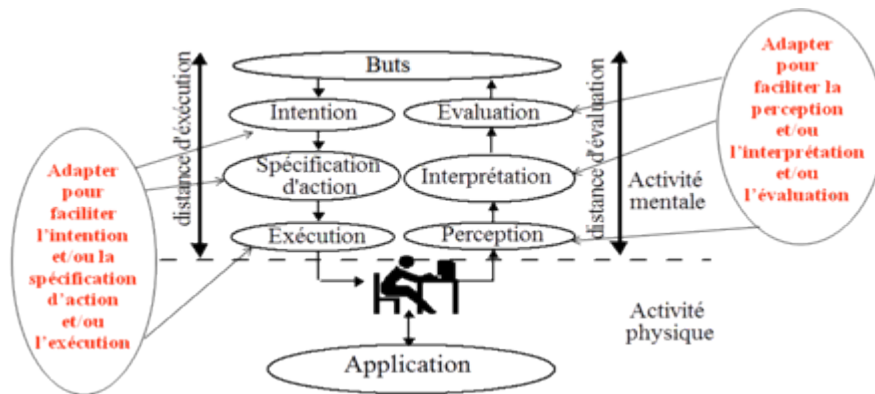 Buts
distance d'exécution
Intention
Evaluation
Spécification
d'action
Interprétation
Exécution
Perception
distance d'évaluation
Activité
mentale
Activité
physique
Application
Adapter
pour
faciliter
l'intention
et/ou la
spécification
d'action
et/ou
l'exécution
Adapter
pour
faciliter la
perception
et/ou
l'interprétation
et/ou
l'évaluation